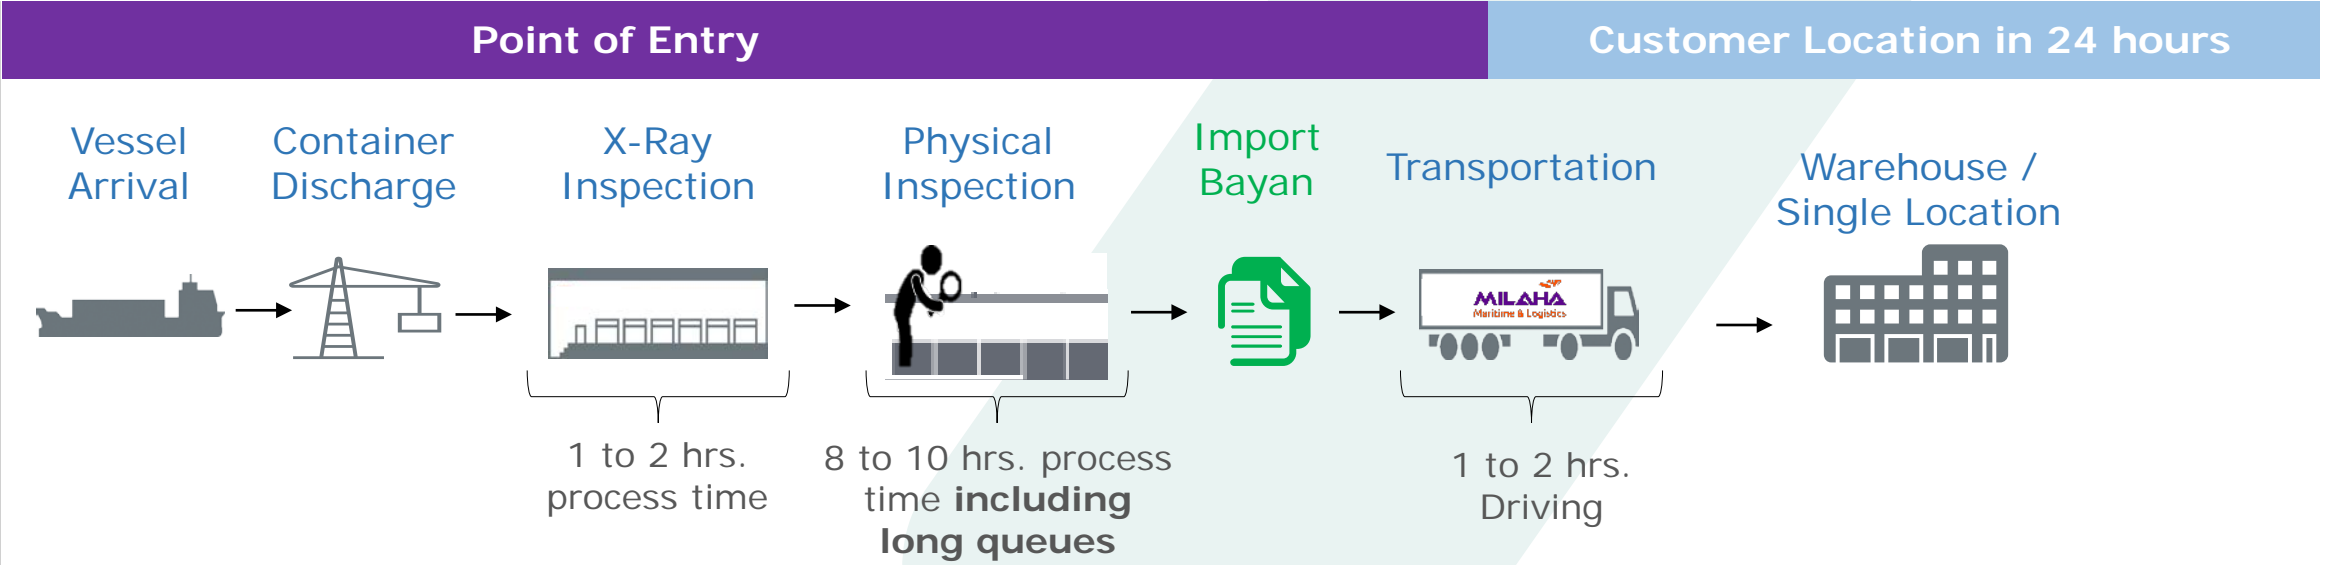 Point of Entry
Customer Location in 24 hours
Vessel
Arrival
Container
Discharge
X-Ray
Inspection
Physical
Inspection
Import
Bayan
Transportation
Warehouse /
Single Location
MILAHA
Maritime & Logistics
1 to 2 hrs.
process time
8 to 10 hrs. process
time including
long queues
1 to 2 hrs.
Driving